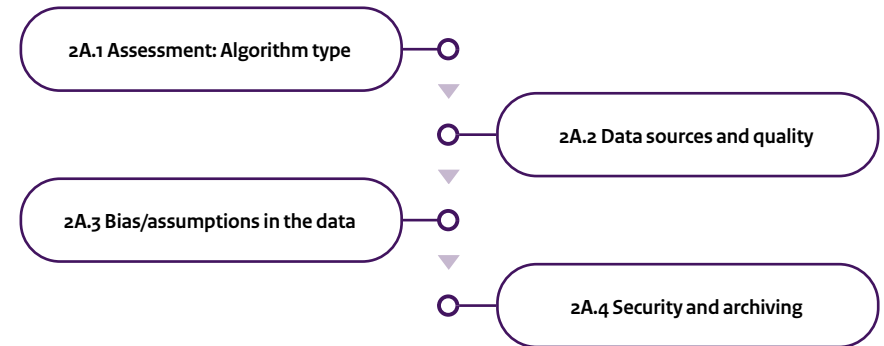 2A.1 Assessment: Algorithm type
2A.2 Data sources and quality
2A.3 Bias/assumptions in the data
2A.4 Security and archiving